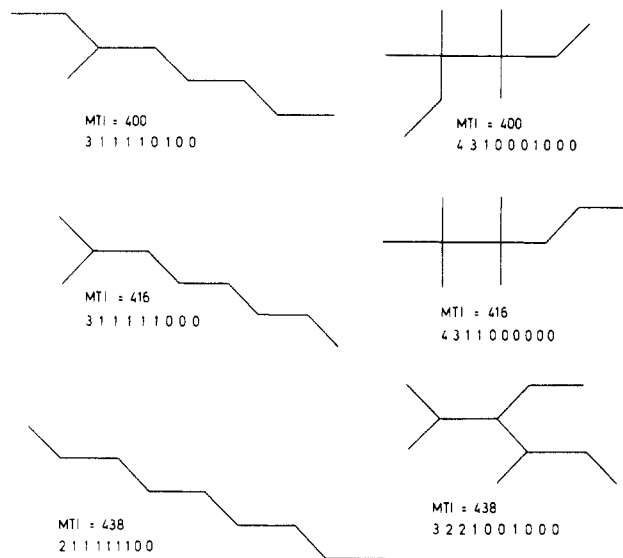 MTI = 400
3 1 1 1 1 1 0 1 0 0
MTI = 400
4 3 1 0 0 0 1 0 0 0
MTI = 416
3 1 1 1 1 1 1 0 0 0
MTI = 416
4 3 1 1 0 0 0 0 0 0
MTI = 438
2 1 1 1 1 1 1 1 0 0
MTI = 438
3 2 2 1 0 0 1 0 0 0